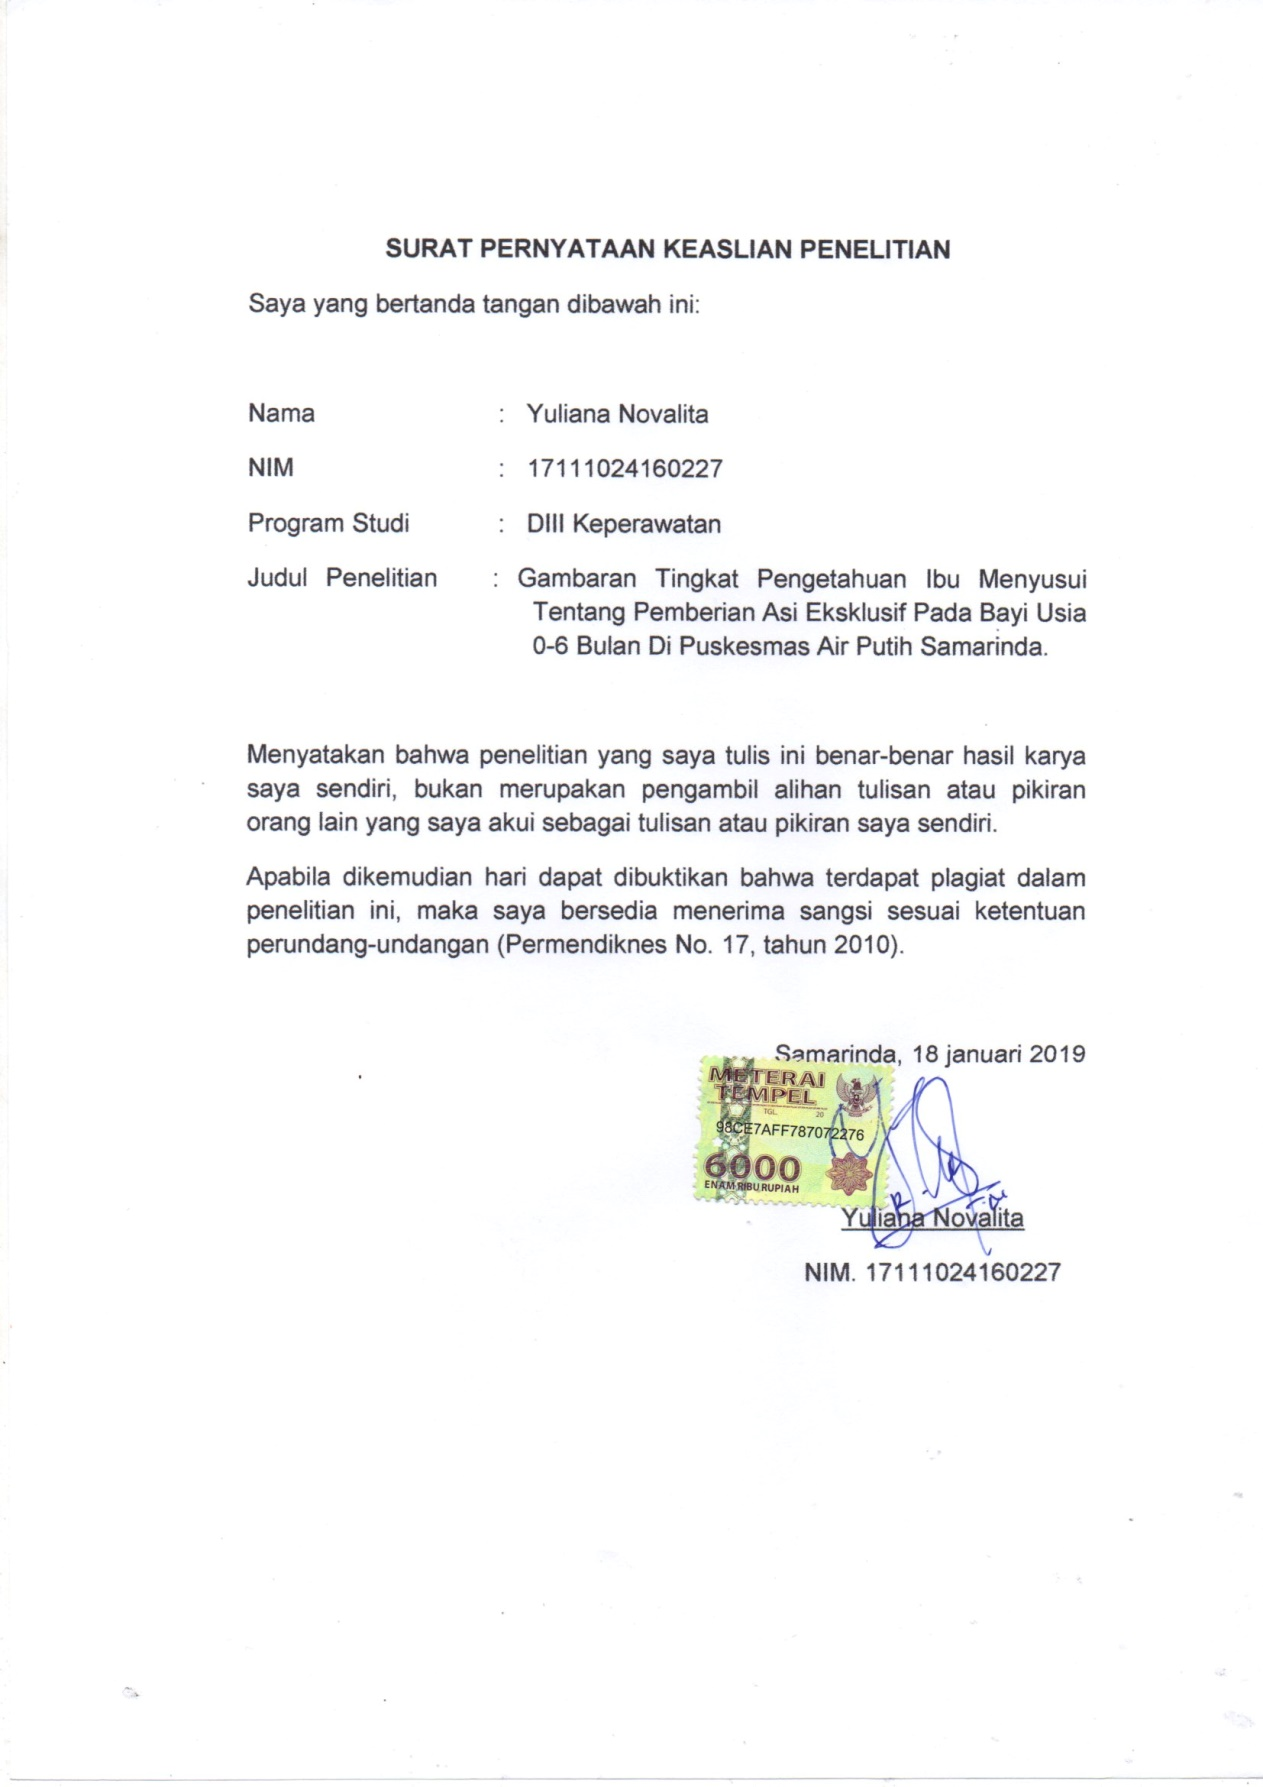 SURAT PERNYATAAN KEASLIAN PENELITIAN
Saya yang bertanda tangan dibawah ini:
Nama : Yuliana Novalita
NIM : 17111024160227
Program Studi : DIII Keperawatan
Judul Penelitian : Gambaran Tingkat Pengetahuan Ibu Menyusui
Tentang Pemberian Asi Eksklusif Pada Bayi Usia
0-6 Bulan Di Puskesmas Air Putih Samarinda.
Menyatakan bahwa penelitian yang saya tulis ini benar-benar hasil karya
saya sendiri, bukan merupakan pengambil alihan tulisan atau pikiran
orang lain yang saya akui sebagai tulisan atau pikiran saya sendiri.
Apabila dikemudian hari dapat dibuktikan bahwa terdapat plagiat dalam
penelitian ini, maka saya bersedia menerima sangsi sesuai ketentuan
perundang-undangan (Permendiknes No. 17, tahun 2010).
Samarinda, 18 januari 2019
METERAI
TEMPEL
TGL. 20
98CE7AFF787072276
6000
ENAM RIBU RUPIAH
Yuliana Novalita
NIM. 17111024160227